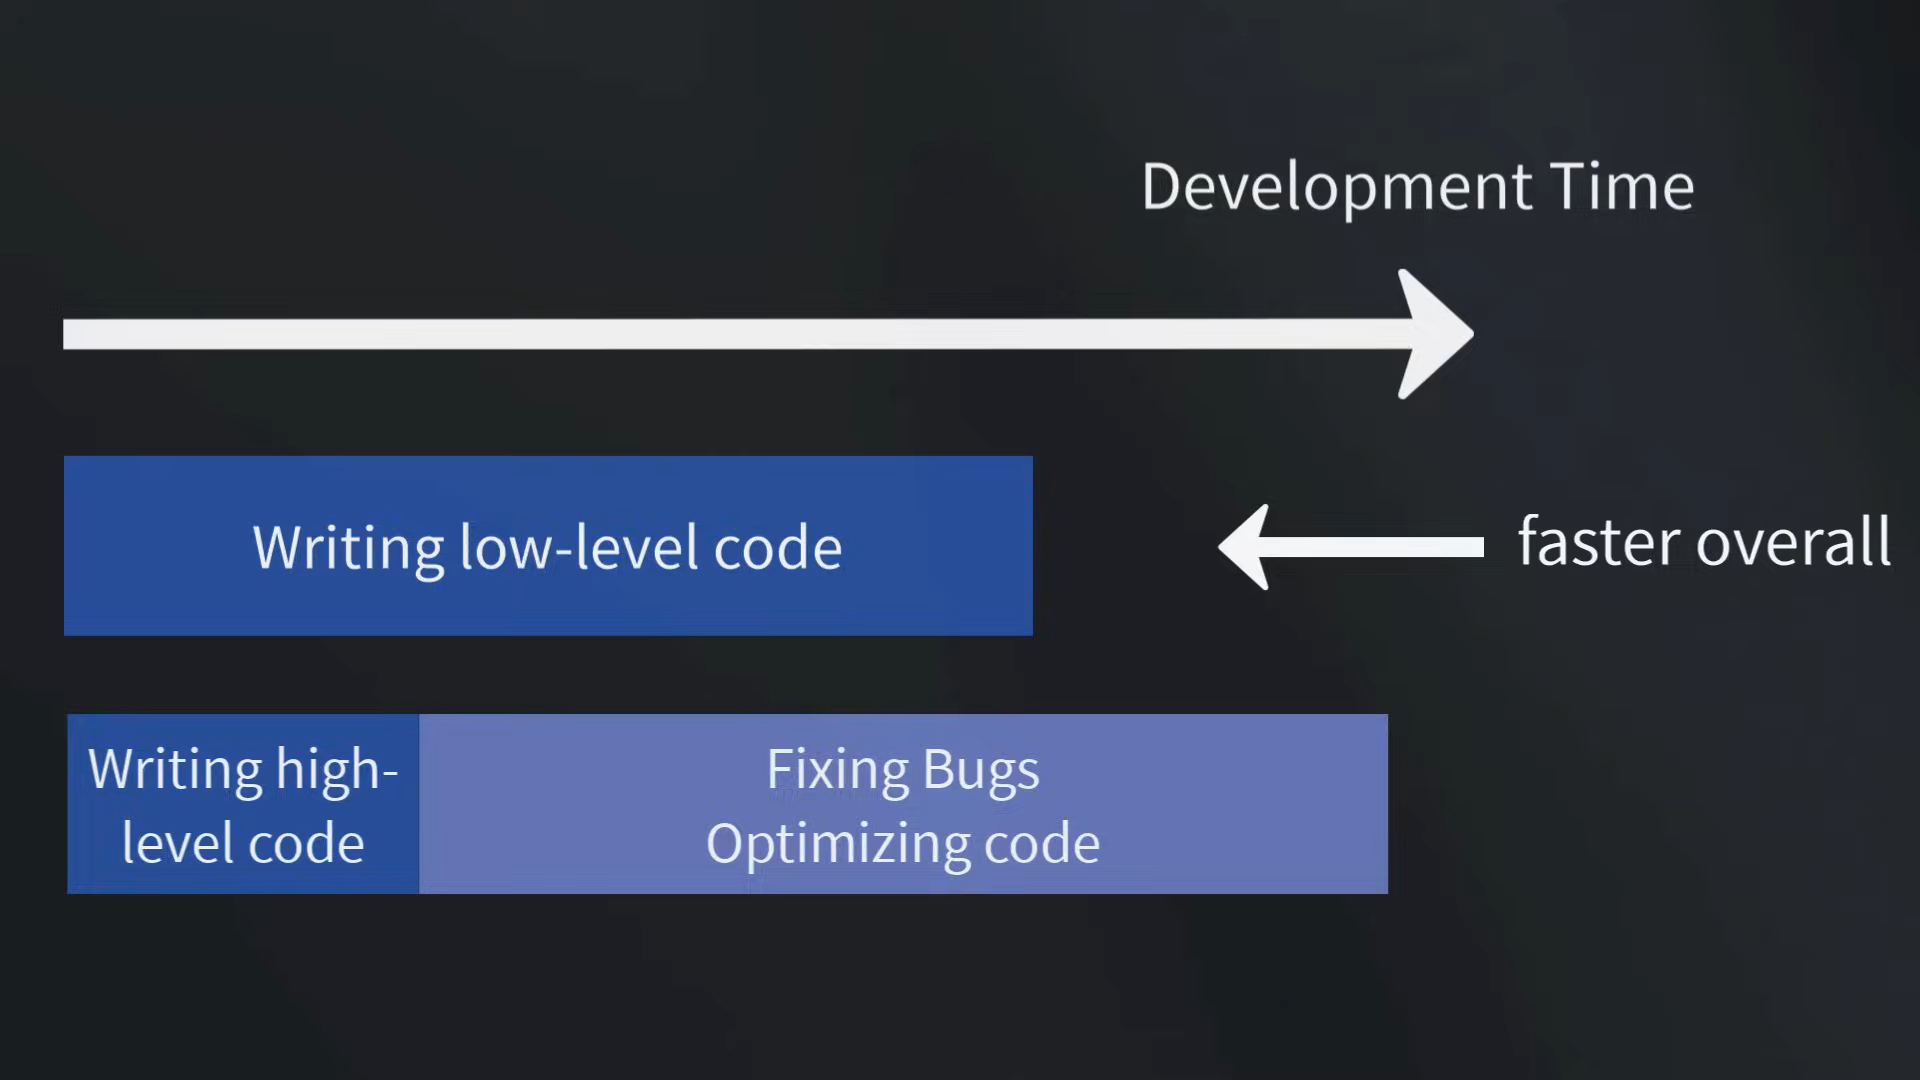 Development Time
Writing low-level code
faster overall
Writing high-
level code
Fixing Bugs
Optimizing code